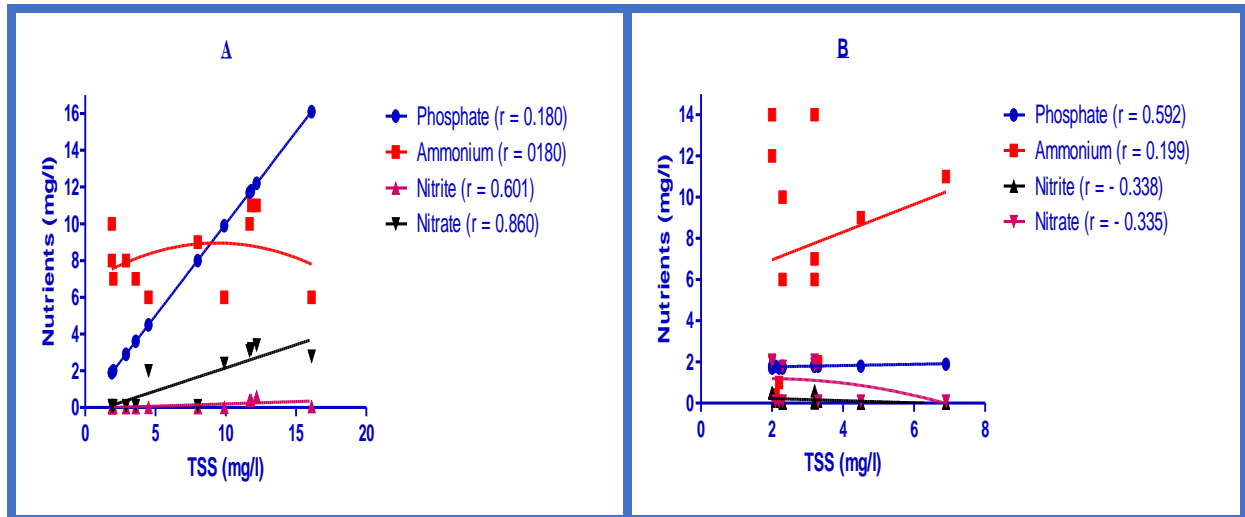 A
Nutrients (mg/l)
16
14
12
10
8
6
4
2
0
0 5 10 15 20
TSS (mg/l)
Phosphate (r = 0.180)
Ammonium (r = 0180)
Nitrite (r = 0.601)
Nitrate (r = 0.860)
B
Nutrients (mg/l)
14
12
10
8
6
4
2
0
0 2 4 6 8
TSS (mg/l)
Phosphate (r = 0.592)
Ammonium (r = 0.199)
Nitrite (r = - 0.338)
Nitrate (r = - 0.335)